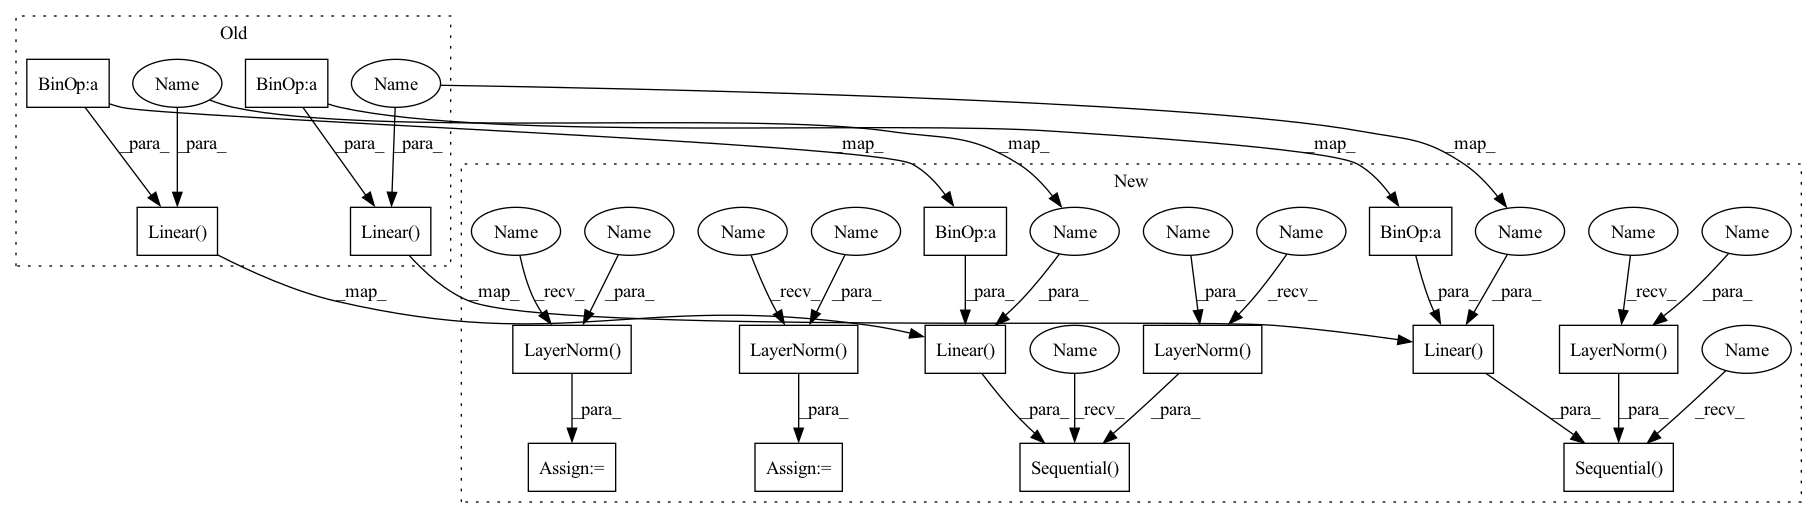 Old
BinOp:a Name BinOp:a Name
_para_ _para_ _para_ _para_ _map_ _map_ _map_ _map_
New
Linear() Linear() Name Name Name Name BinOp:a Name Name Name BinOp:a Name Name Name
_map_ _map_ _recv_ _para_ _recv_ _para_ _para_ _para_ _para_ _recv_ _para_ _para_ _recv_ _para_
LayerNorm() LayerNorm() Linear() Name LayerNorm() Linear() LayerNorm() Name
_para_ _para_ _para_ _recv_ _para_ _para_ _para_ _recv_
Assign:= Assign:= Sequential() Sequential()